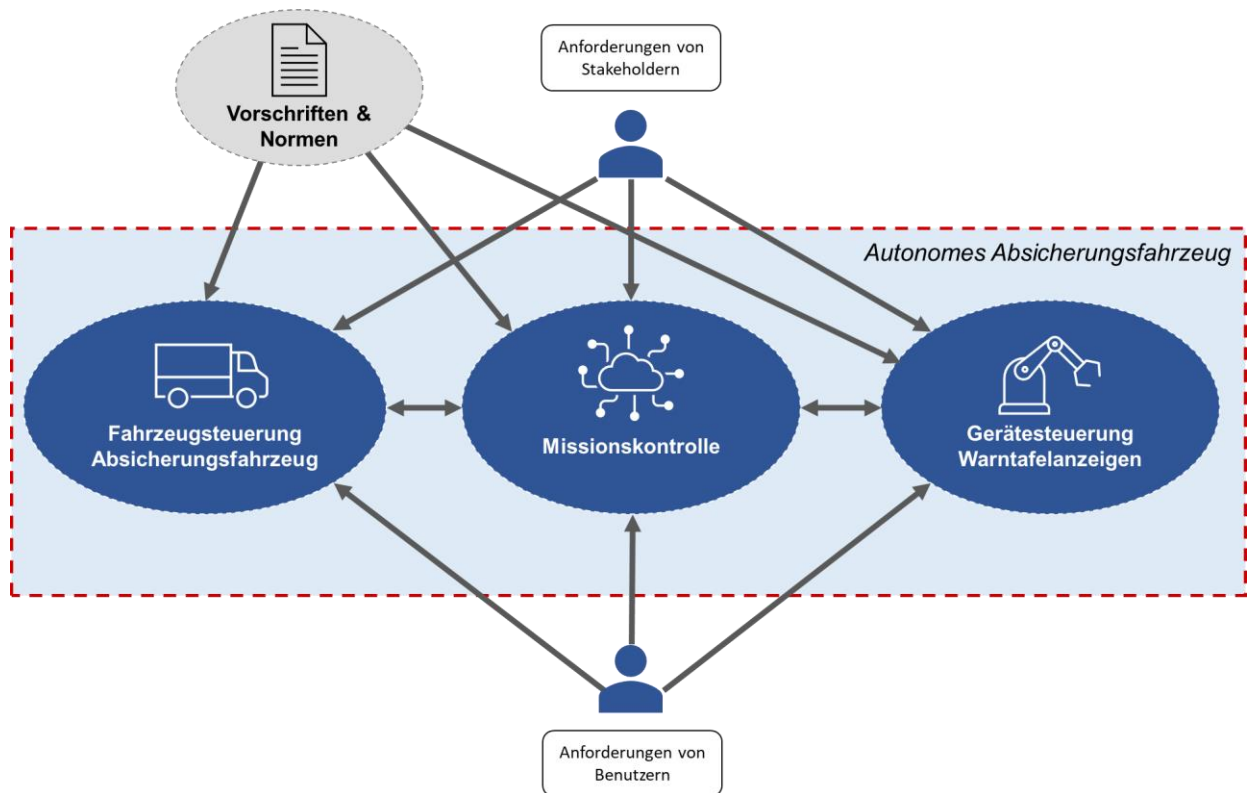 Anforderungen von
Stakeholdern
Vorschriften &
Normen
Autonomes Absicherungsfahrzeug
Fahrzeugsteuerung
Absicherungsfahrzeug
Missionskontrolle
Gerätesteuerung
Warntafelanzeigen
Anforderungen von
Benutzern